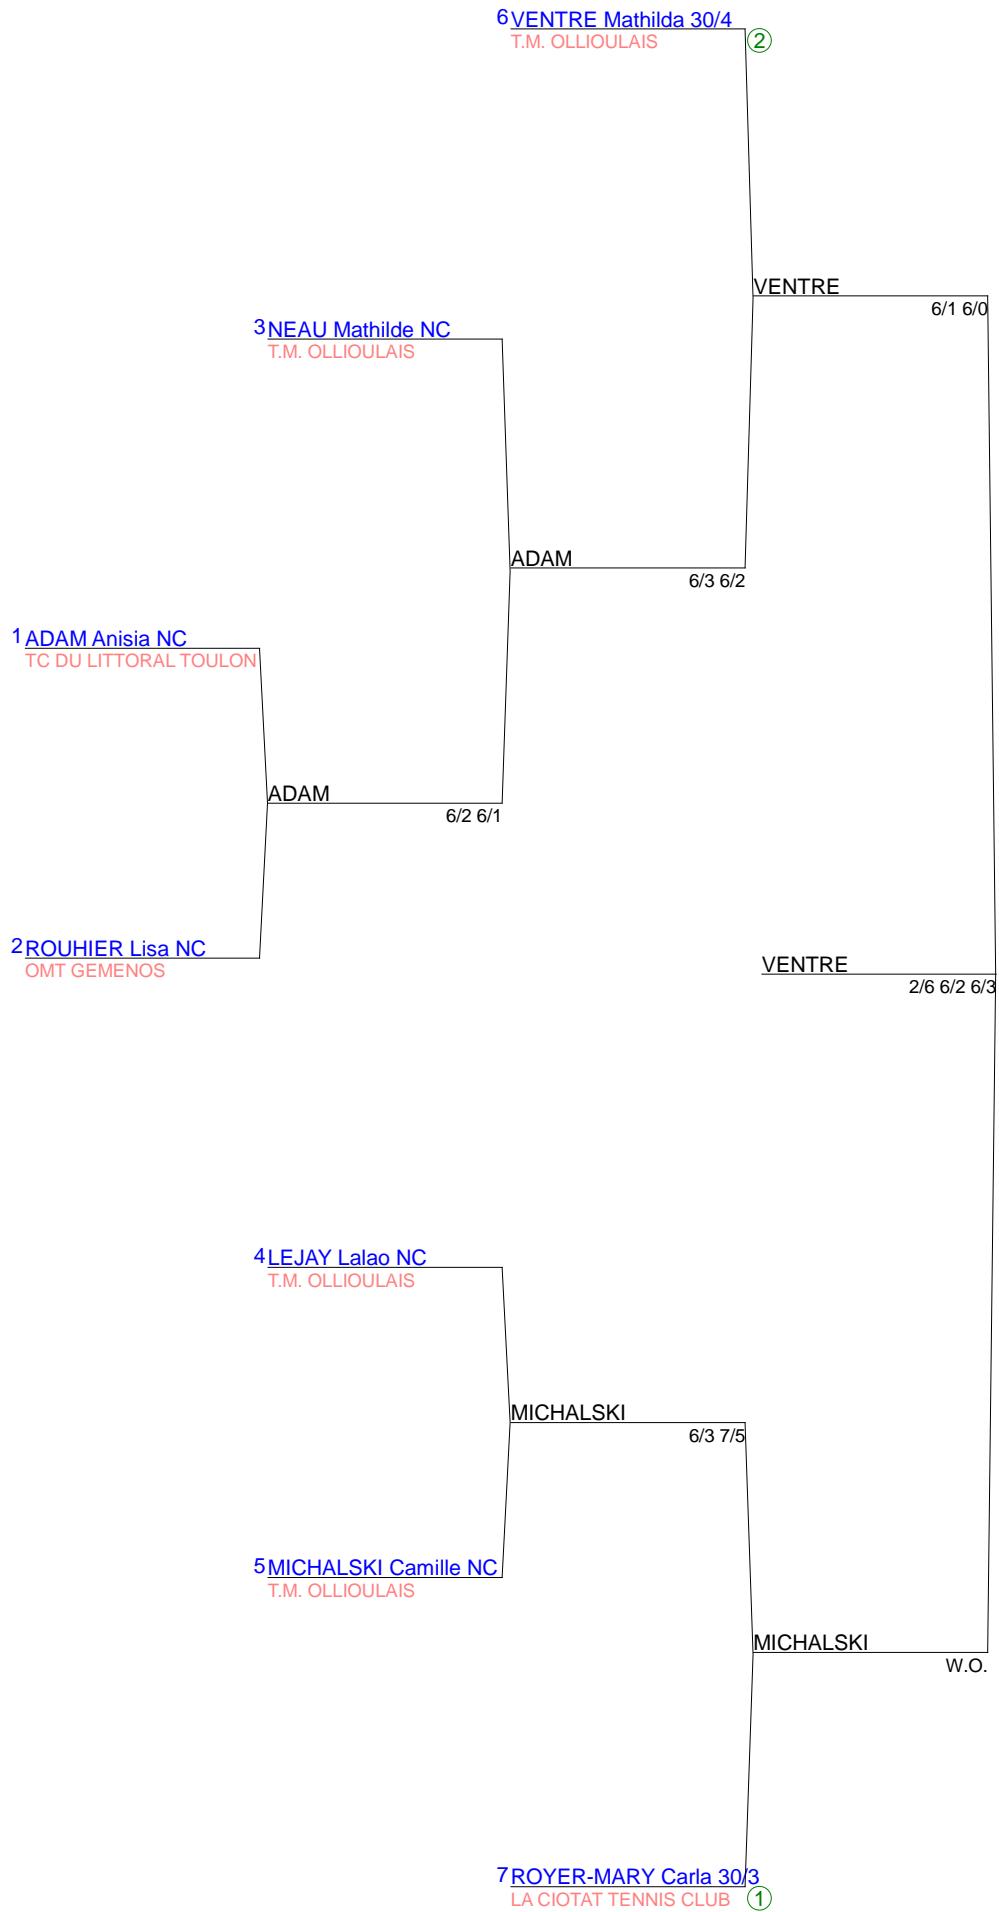 6 VENTRE Mathilda 30/4
T.M. OLLIOULAIS
2
VENTRE
6/1 6/0
3 NEAU Mathilde NC
T.M. OLLIOULAIS
ADAM
6/3 6/2
1 ADAM Anisia NC
TC DU LITTORAL TOULON
ADAM
6/2 6/1
2 ROUHIER Lisa NC
OMT GEMENOS
VENTRE
2/6 6/2 6/3
4 LEJAY Lalao NC
T.M. OLLIOULAIS
MICHALSKI
6/3 7/5
5 MICHALSKI Camille NC
T.M. OLLIOULAIS
MICHALSKI
W.O.
7 ROYER-MARY Carla 30/3
LA CIOTAT TENNIS CLUB
1